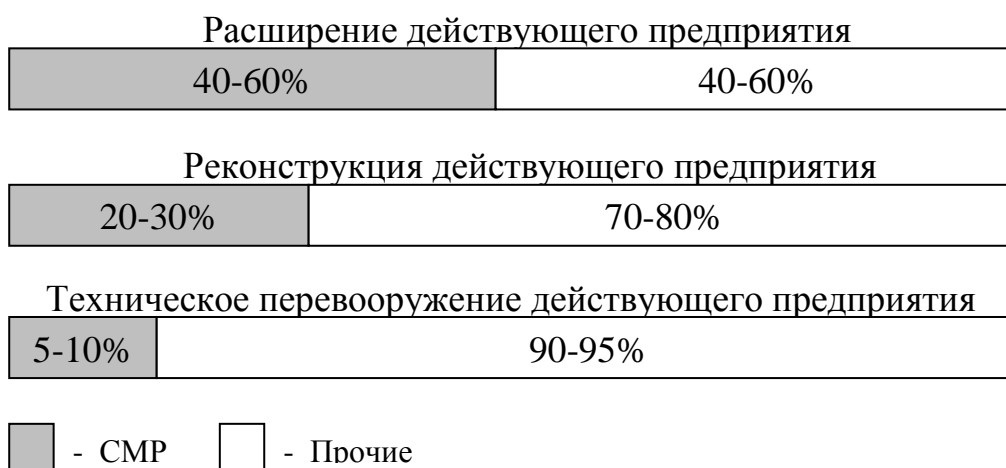 Расширение действующего предприятия
40-60% 40-60%
Реконструкция действующего предприятия
20-30% 70-80%
Техническое перевооружение действующего предприятия
5-10% 90-95%
- СМР - Прочие